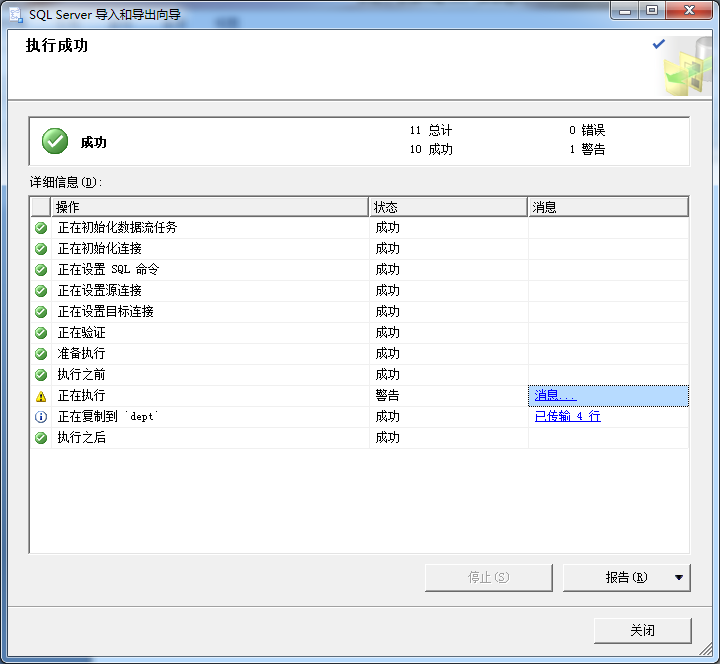 SQL Server 导入和导出向导
执行成功
成功
11 总计 0 错误
10 成功 1 警告
详细信息(D):
操作 状态 消息
正在初始化数据流任务 成功
正在初始化连接 成功
正在设置 SQL 命令 成功
正在设置源连接 成功
正在设置目标连接 成功
正在验证 成功
准备执行 成功
执行之前 成功
正在执行 警告 消息...
正在复制到 `dept` 成功 已传输 4 行
执行之后 成功
停止(S) 报告(R)
关闭